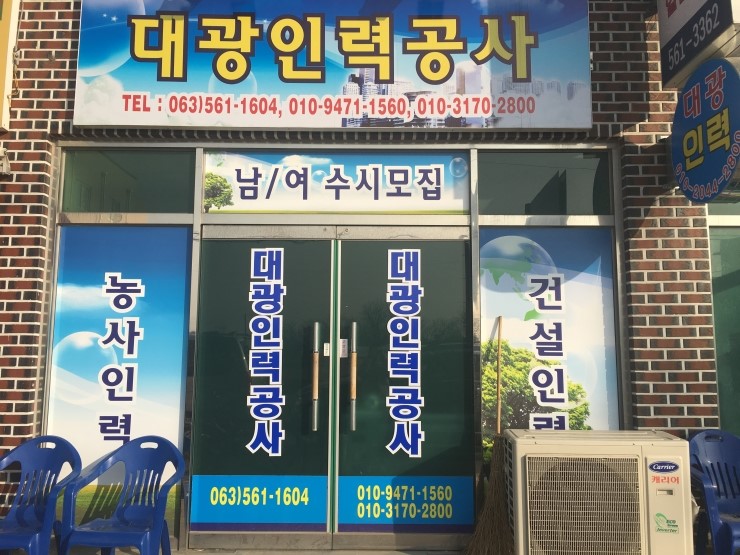 대광인력공사
TEL : 063)561-1604, 010-9471-1560, 010-3170-2800
561-3362
대광
인력
남/여 수시모집
농사인력
대광인력공사
대광인력공사
건설인력
063)561-1604
010-9471-1560
010-3170-2800
Carrier
캐리어